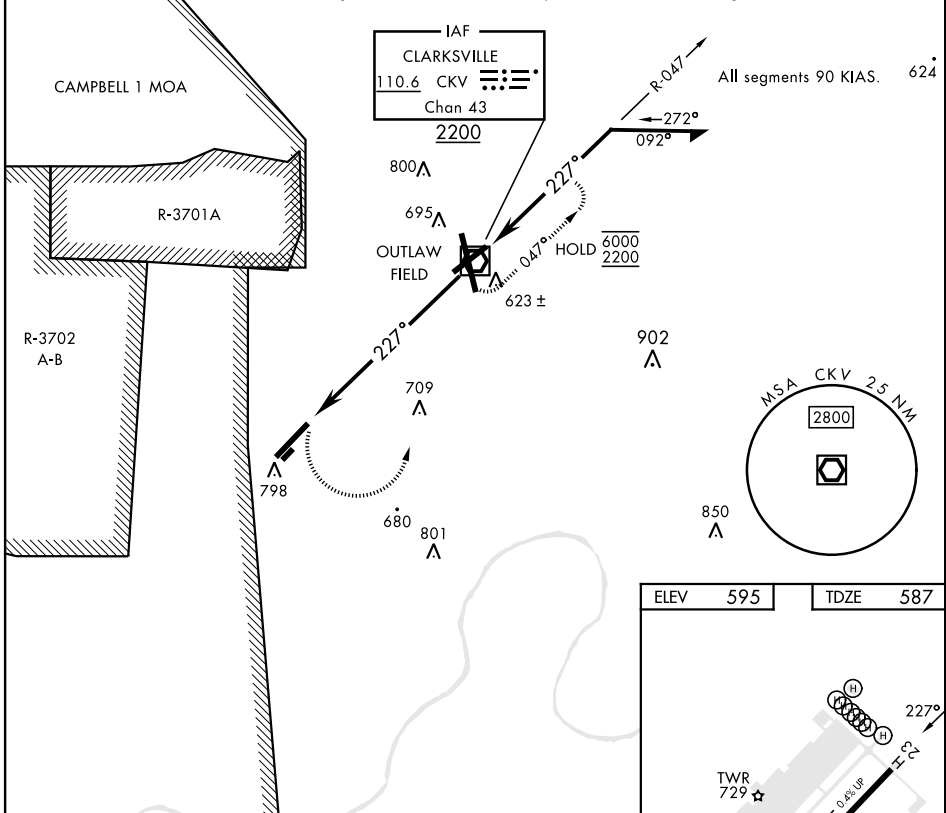 IAF
CLARKSVILLE
110.6 CKV
Chan 43
2200
CAMPBELL 1 MOA
R-047
All segments 90 KIAS.
624
272°
092°
800
227°
R-3701A
695
OUTLAW
FIELD
047°
HOLD 6000
2200
623 ±
R-3702
A-B
227°
902
709
MSA CKV 25 NM
2800
798
680
801
850
ELEV 595
TDZE 587
H
H
H
H
227°
23
TWR
729
0.4% UP